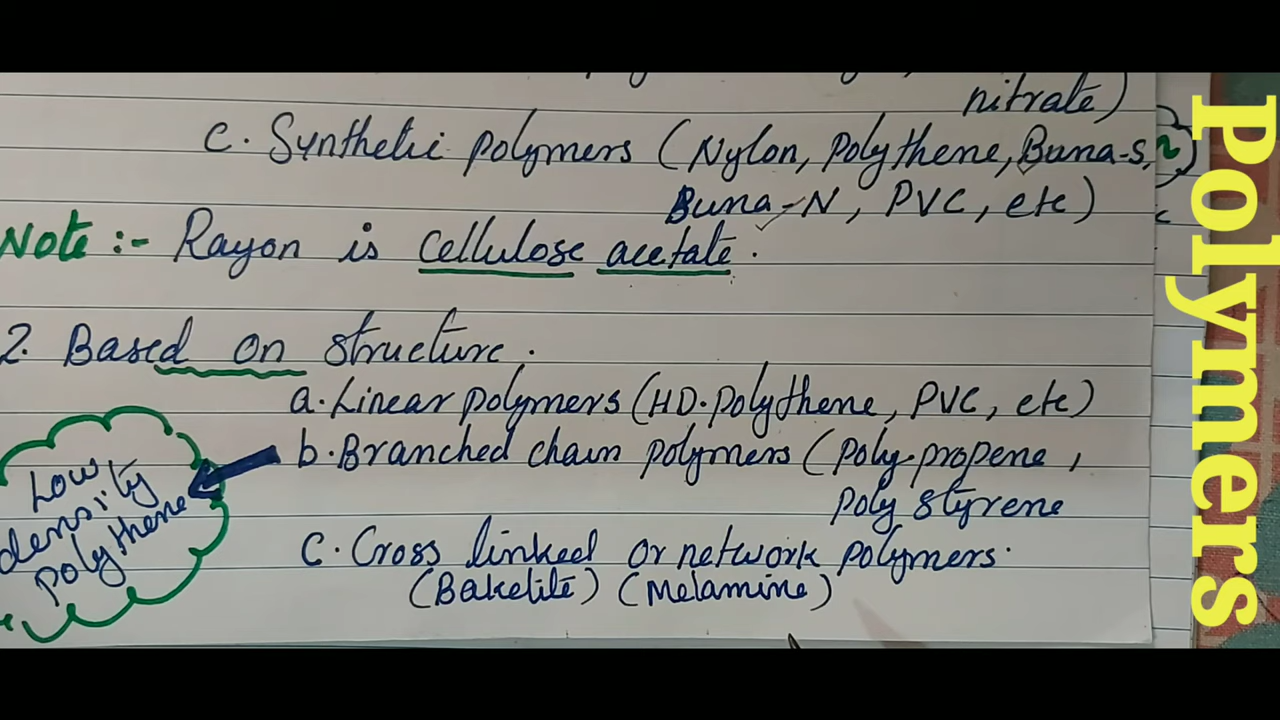 nitrate)
C. Synthetic polymers (Nylon, Polythene, Buna-S,
Buna-N, PVC, etc)
Note :- Rayon is cellulose acetate.
2. Based on structure.
a. Linear polymers (HD. Polythene, PVC, etc)
b. Branched chain polymers (Poly-propene,
Poly styrene
Low
density
polythene
C. Cross linked or network polymers.
(Bakelite) (Melamine)
Polymers